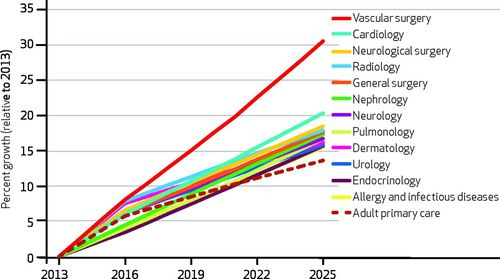 Percent growth (relative to 2013)
35
30
25
20
15
10
5
0
2013
2016
2019
2022
2025
Vascular surgery
Cardiology
Neurological surgery
Radiology
General surgery
Nephrology
Neurology
Pulmonology
Dermatology
Urology
Endocrinology
Allergy and infectious diseases
Adult primary care